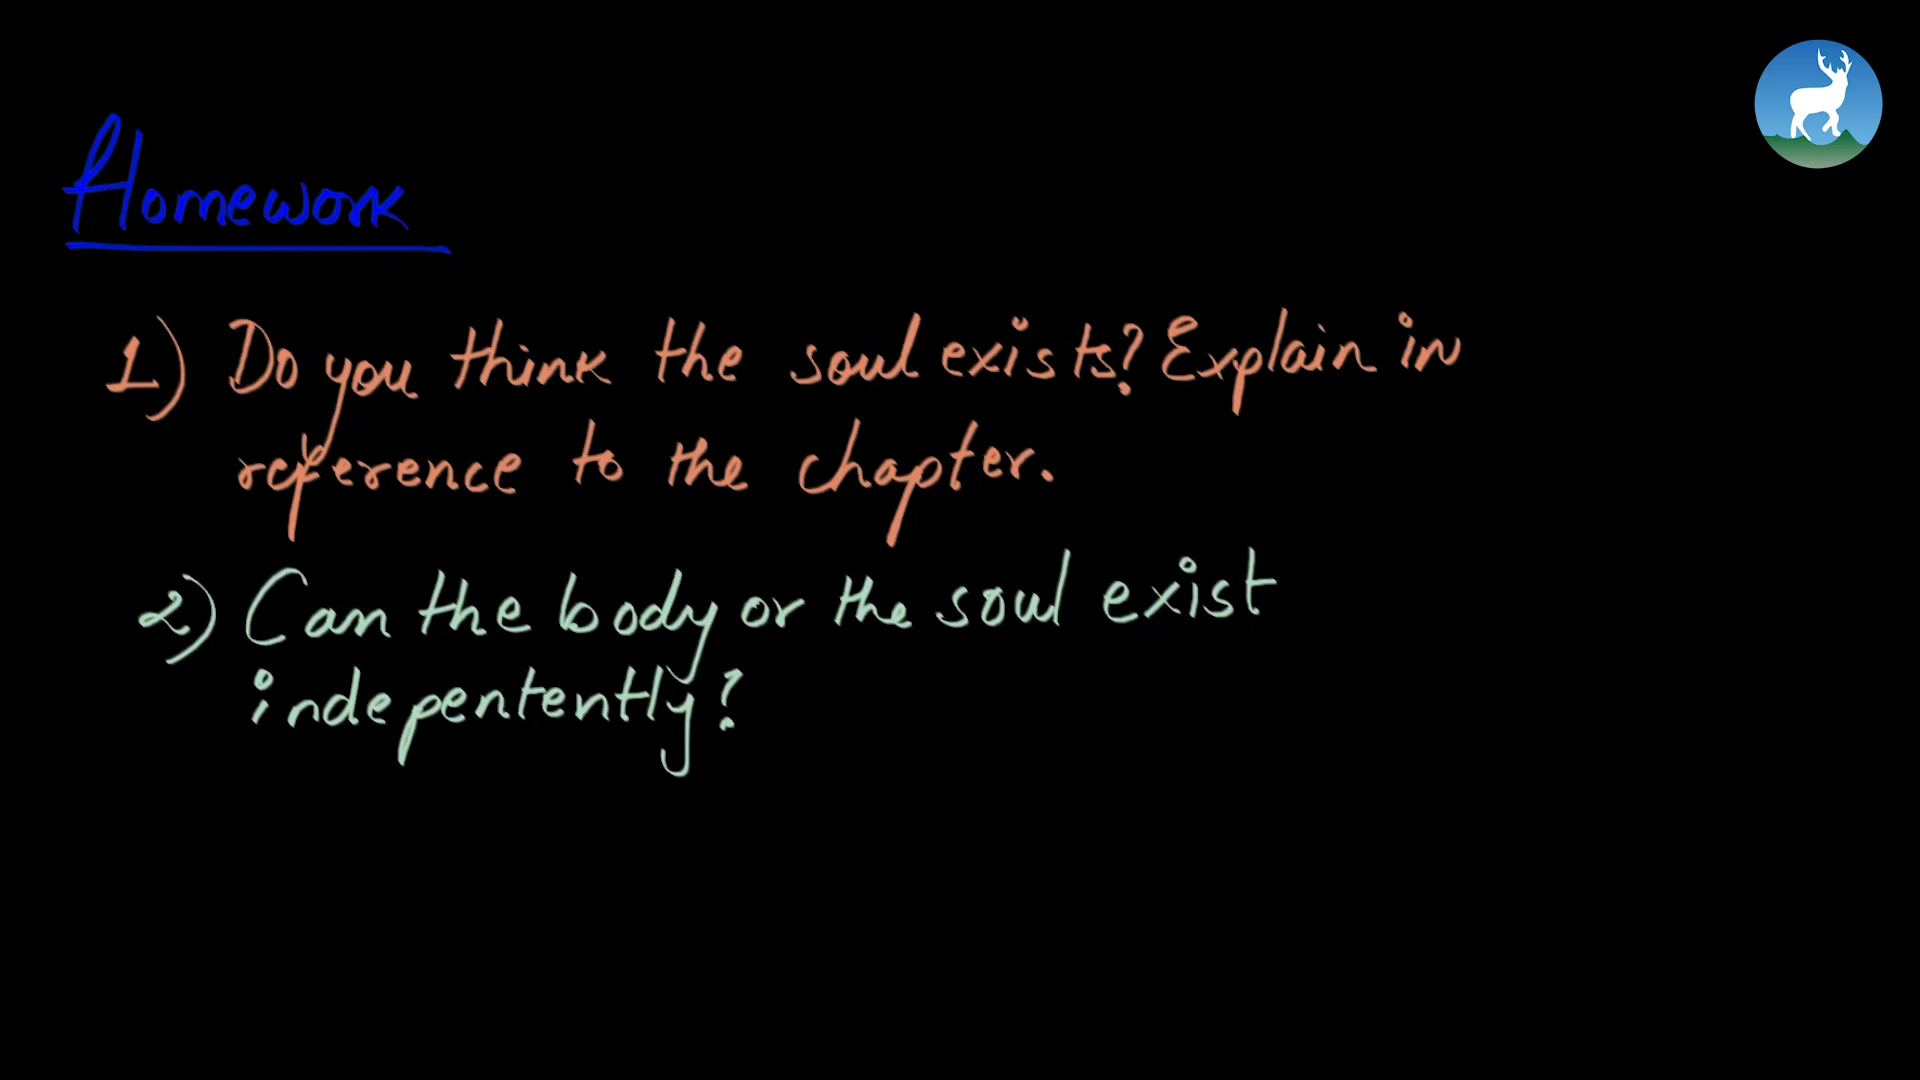 Homework
1) Do you think the soul exists? Explain in
reference to the chapter.
2) Can the body or the soul exist
indepentently?